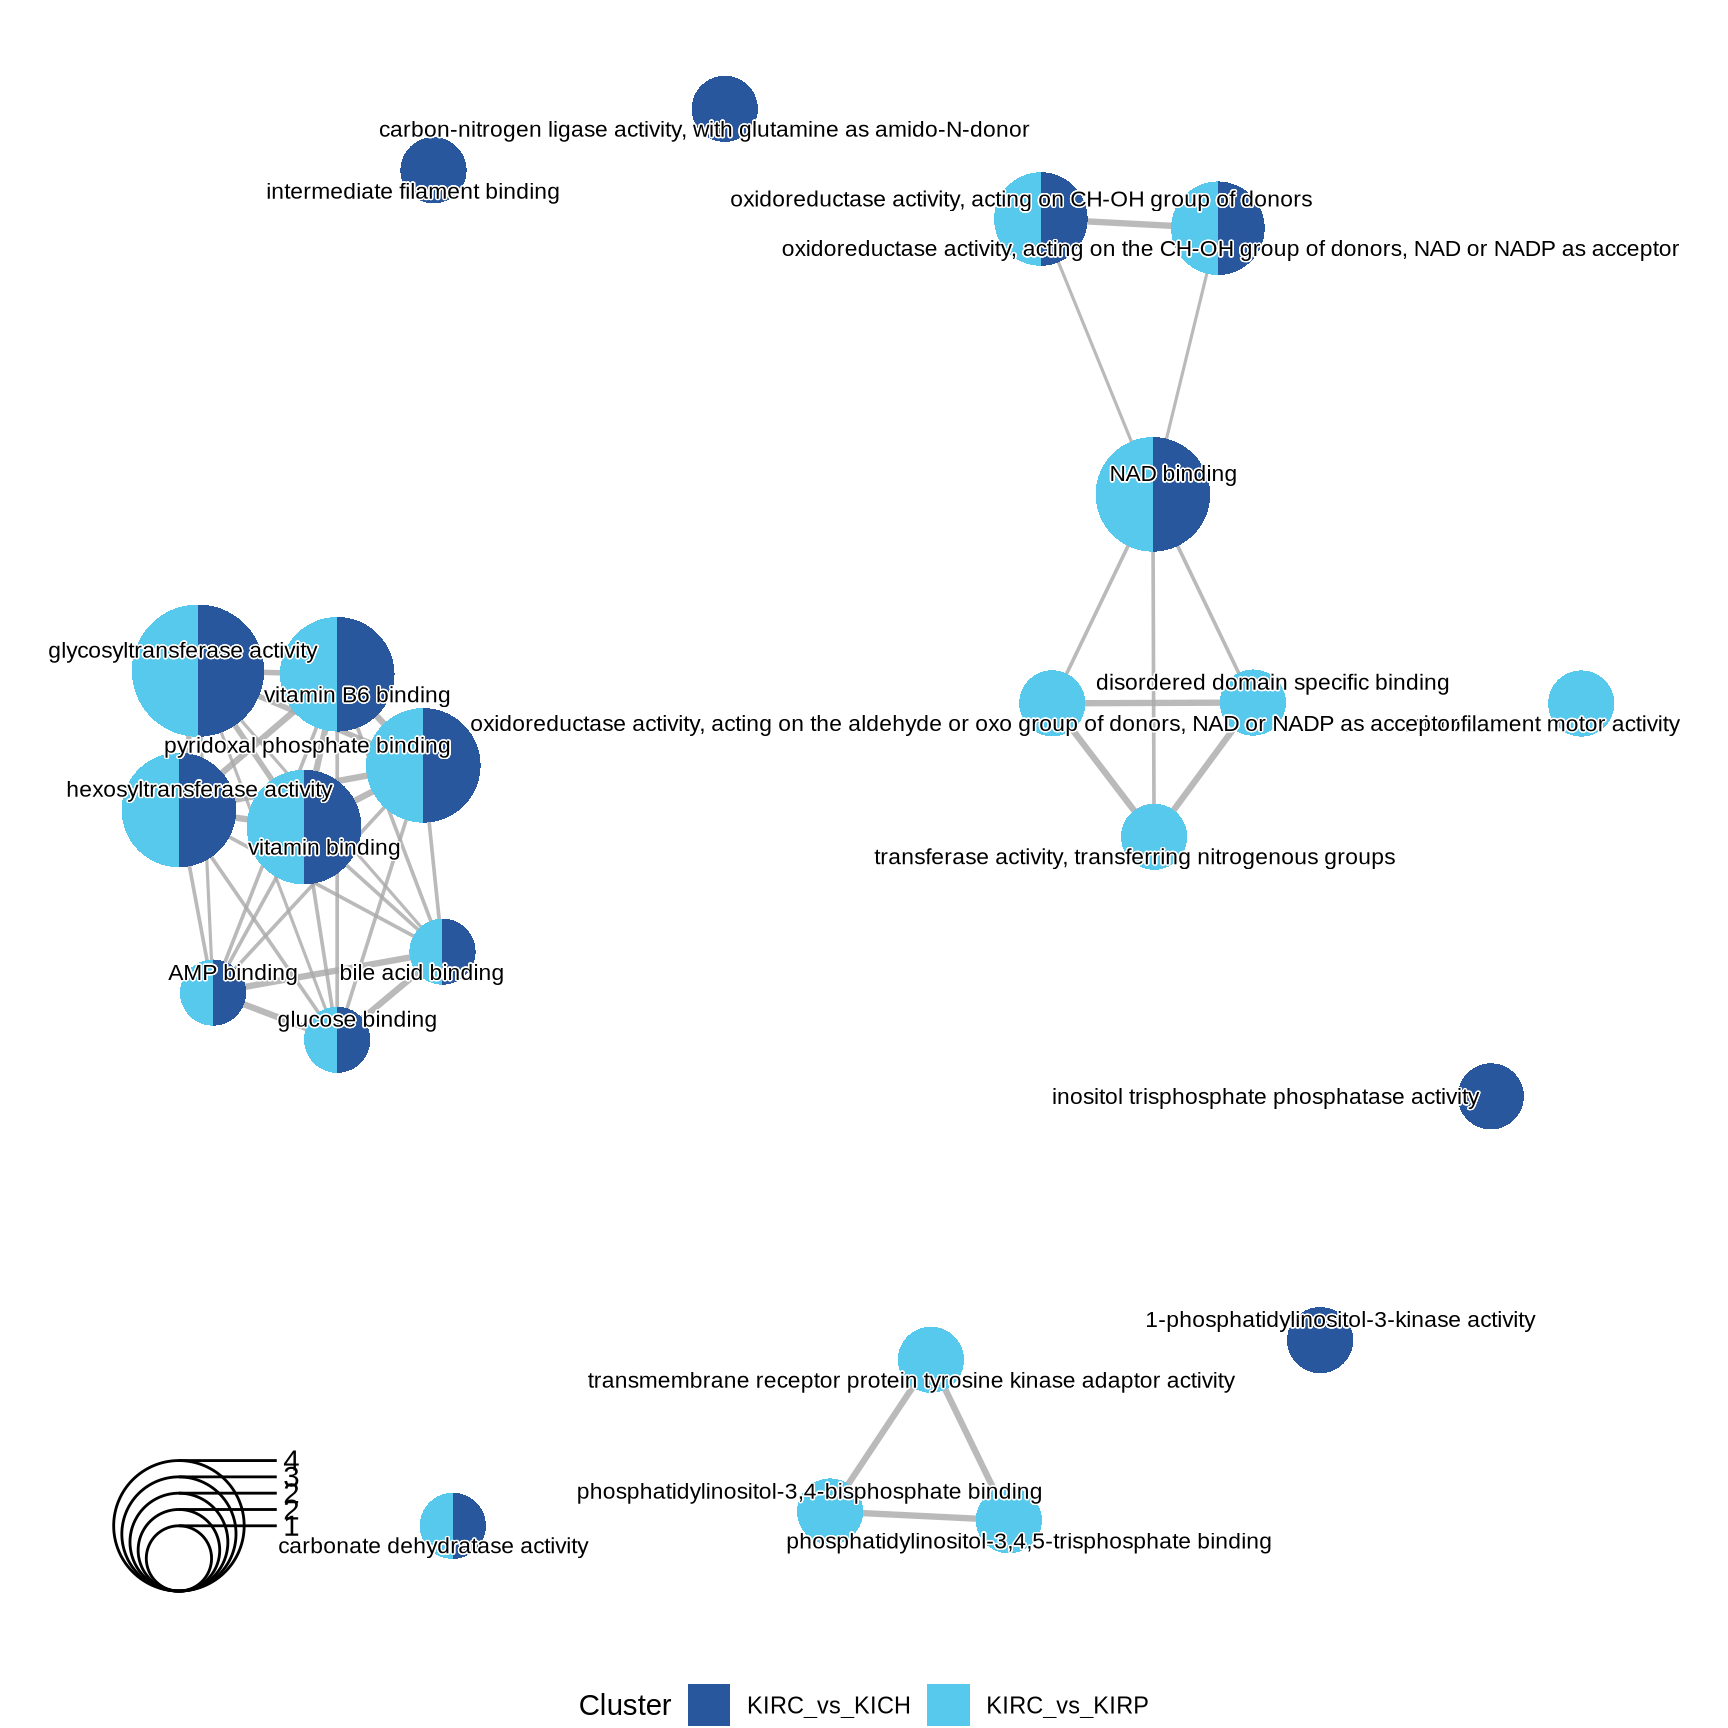 carbon-nitrogen ligase activity, with glutamine as amido-N-donor
intermediate filament binding
oxidoreductase activity, acting on CH-OH group of donors
oxidoreductase activity, acting on the CH-OH group of donors, NAD or NADP as acceptor
NAD binding
glycosyltransferase activity
vitamin B6 binding
disordered domain specific binding
oxidoreductase activity, acting on the aldehyde or oxo group of donors, NAD or NADP as acceptor
filament motor activity
pyridoxal phosphate binding
hexosyltransferase activity
vitamin binding
transferase activity, transferring nitrogenous groups
AMP binding
bile acid binding
glucose binding
inositol trisphosphate phosphatase activity
1-phosphatidylinositol-3-kinase activity
transmembrane receptor protein tyrosine kinase adaptor activity
phosphatidylinositol-3,4-bisphosphate binding
phosphatidylinositol-3,4,5-trisphosphate binding
4
3
2
2
1
carbonate dehydratase activity
Cluster
KIRC_vs_KICH
KIRC_vs_KIRP